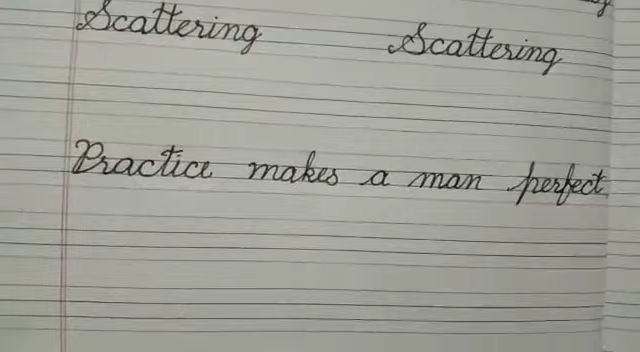 Scattering Scattering
Practice makes a man perfect.